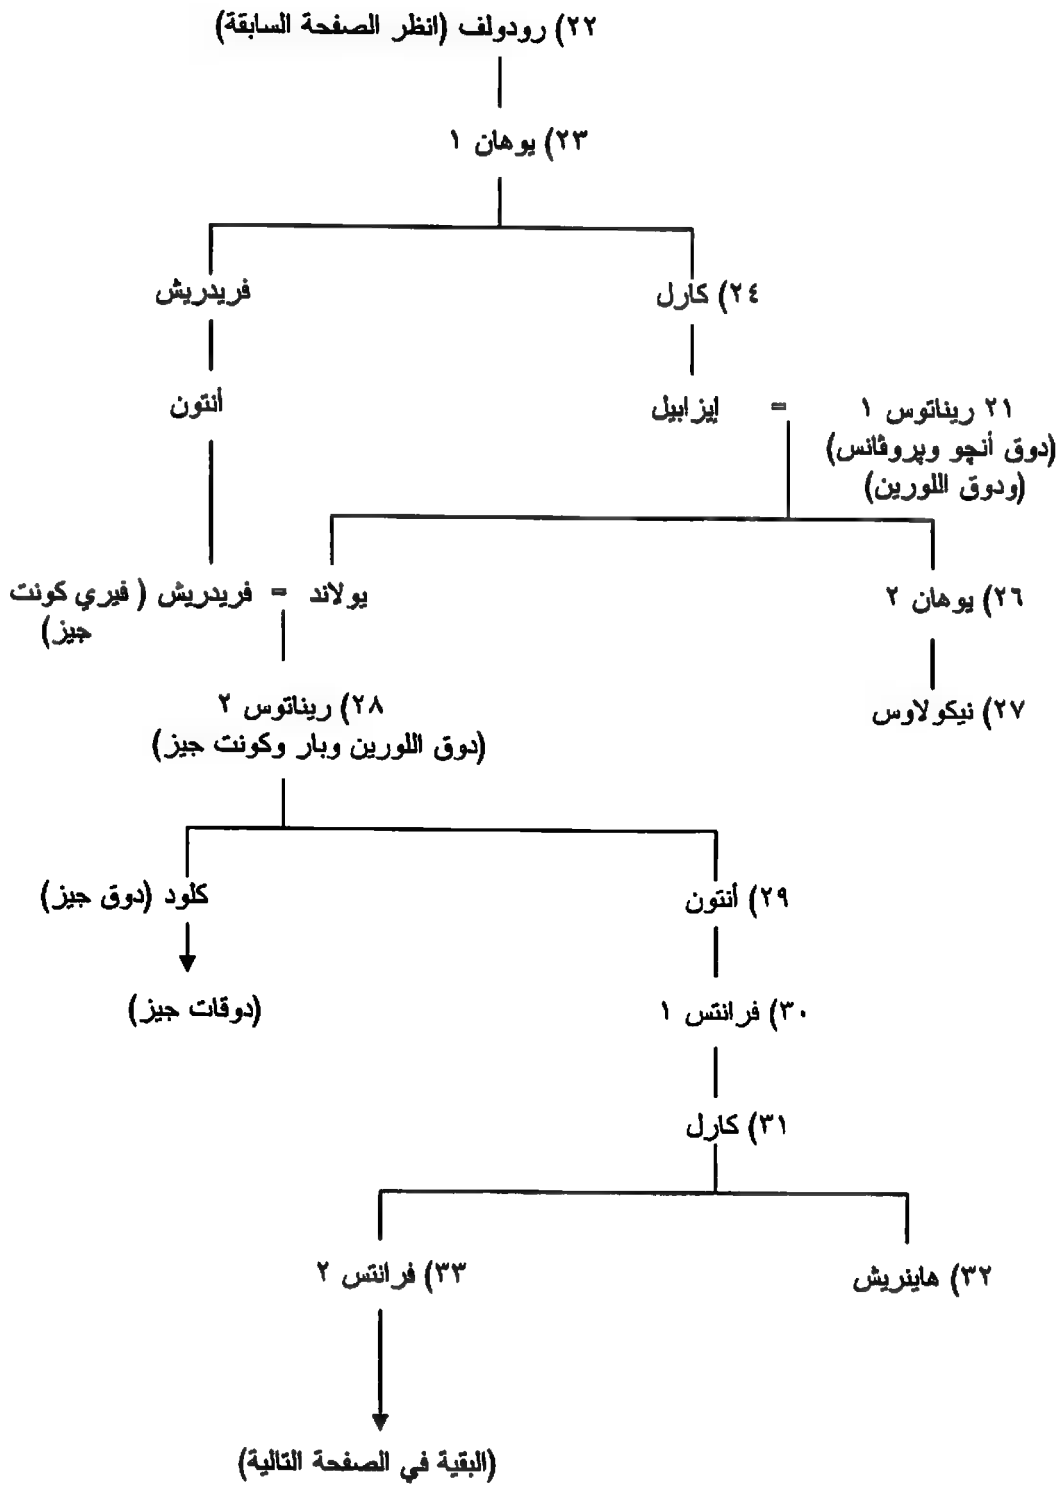 ٢٢) رودولف (انظر الصفحة السابقة)
٢٣) يوهان ١
٢٤) كارل
فريدريش
أنتون
٢١ ريناتوس ١ = إيزابيل
(دوق أنچو وپروڤانس)
(ودوق اللورين)
٢٦) يوهان ٢
يولاند = فريدريش ( فيري كونت
جيز)
٢٧) نيكولاوس
٢٨) ريناتوس ٢
(دوق اللورين وبار وكونت جيز)
٢٩) أنتون
كلود (دوق جيز)
(دوقات جيز)
٣٠) فرانتس ١
٣١) كارل
٣٢) هاينريش
٣٣) فرانتس ٢
(البقية في الصفحة التالية)